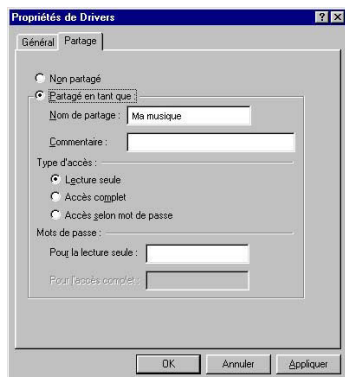 Propriétés de Drivers
Général Partage
Non partagé
Partagé en tant que :
Nom de partage : Ma musique
Commentaire :
Type d'accès :
Lecture seule
Accès complet
Accès selon mot de passe
Mots de passe :
Pour la lecture seule :
Pour l'accès complet :
OK Annuler Appliquer